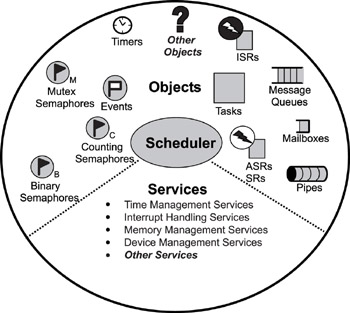 ?
Timers
Other
Objects
ISRs
M
Mutex
Semaphores
Events
Objects
Tasks
Message
Queues
C
Counting
Semaphores
Scheduler
Mailboxes
ASRs
SRs
B
Binary
Semaphores
Pipes
Services
• Time Management Services
• Interrupt Handling Services
• Memory Management Services
• Device Management Services
• Other Services